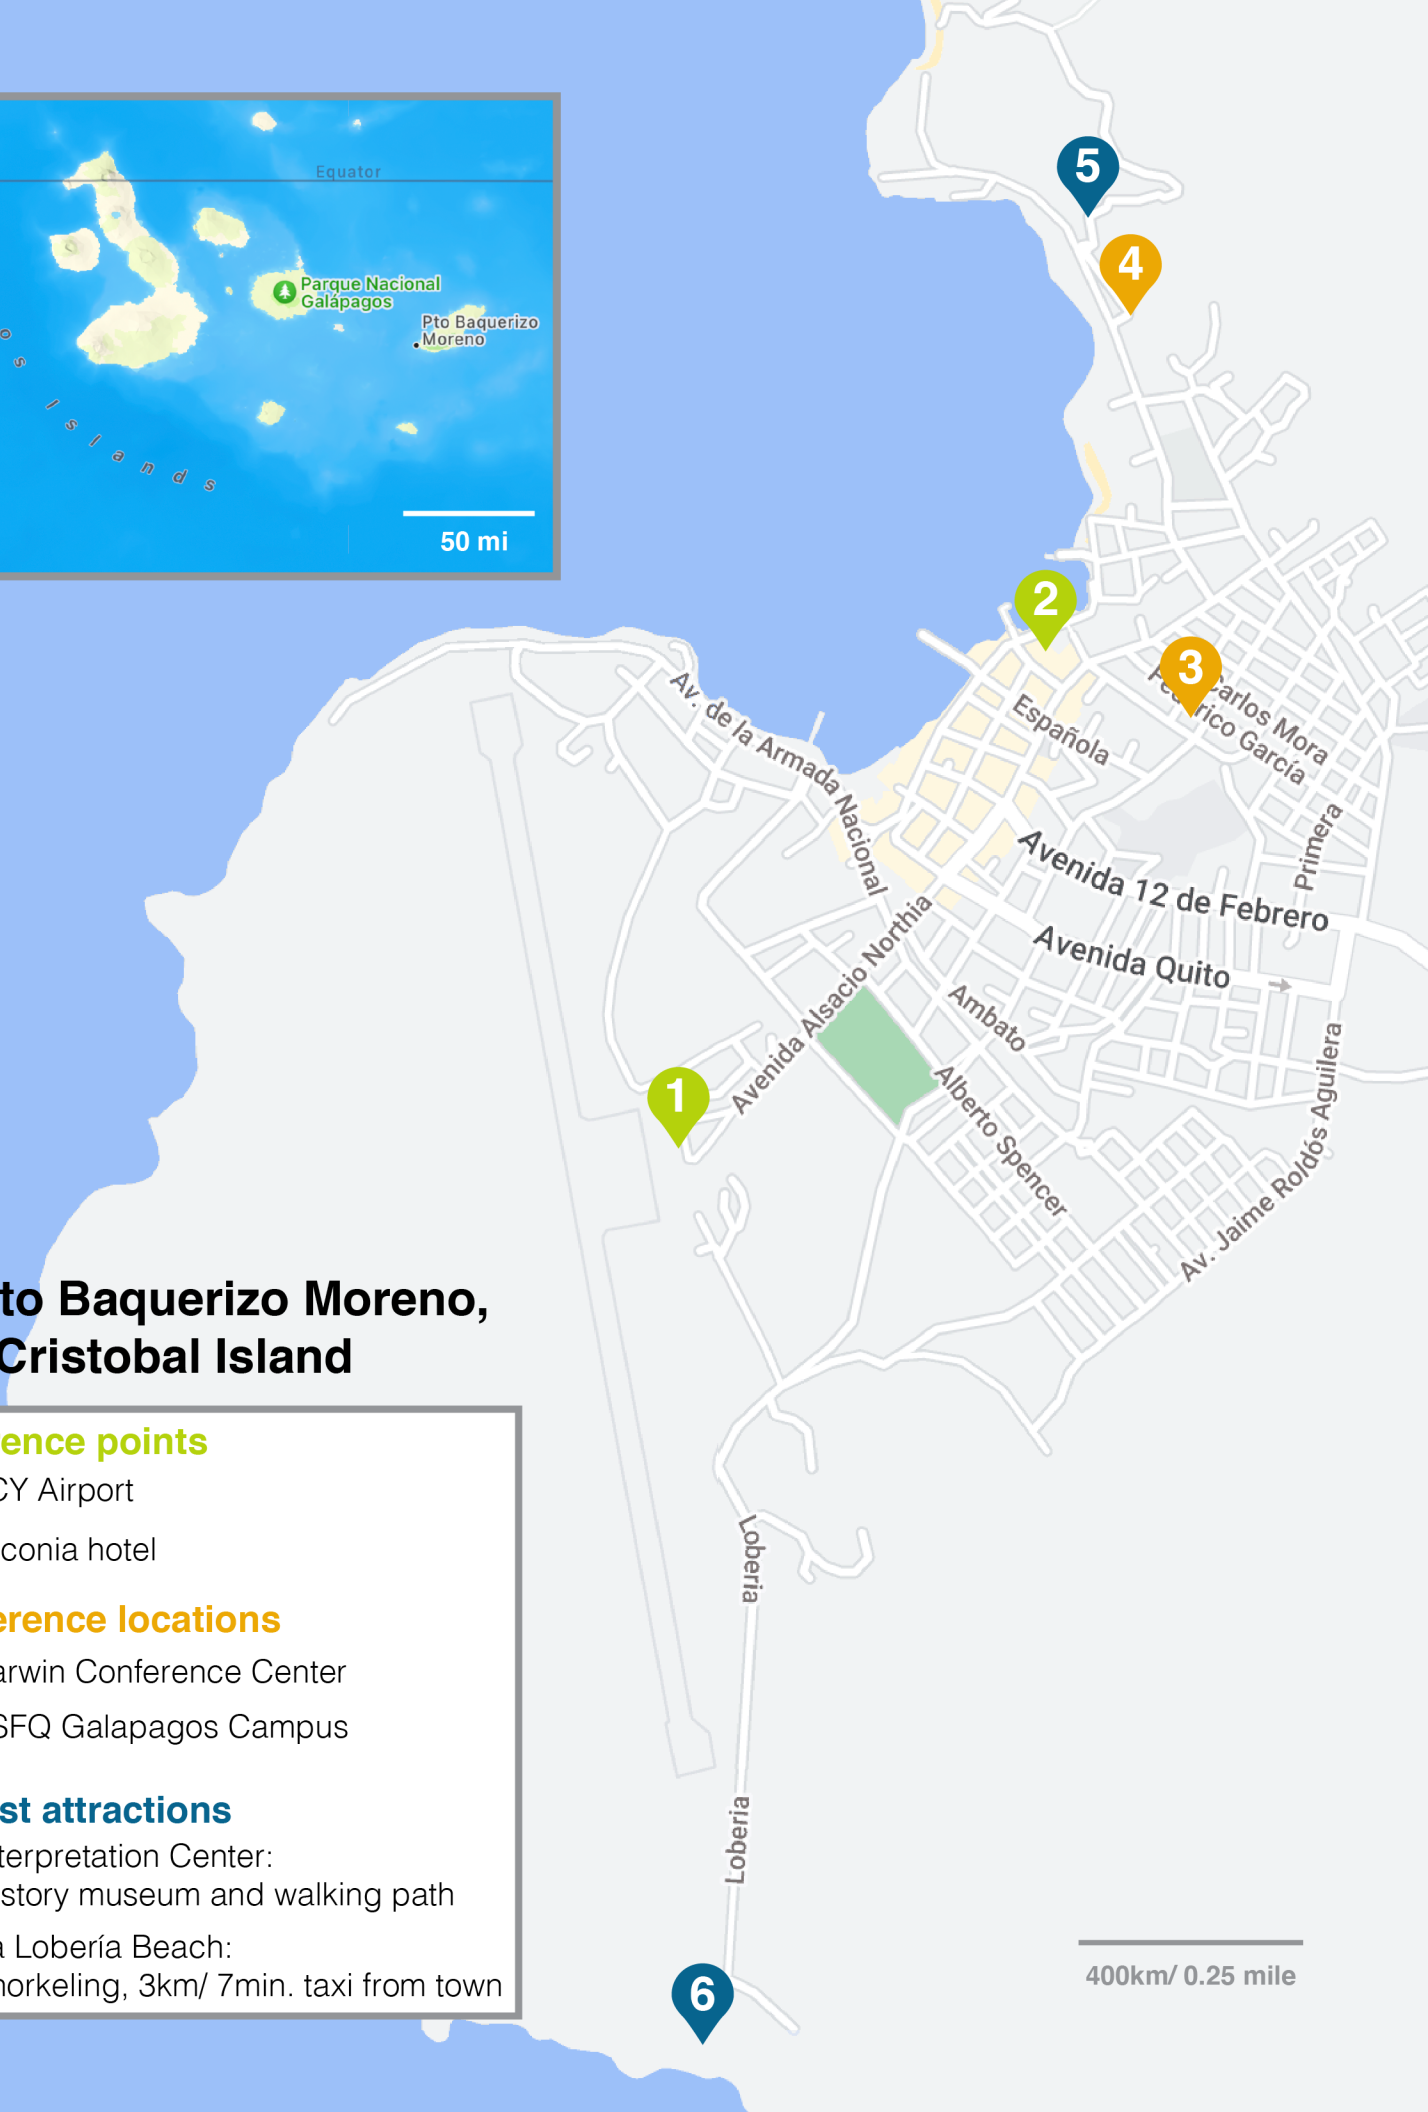 Equator
Parque Nacional
Galápagos
Pto Baquerizo
Moreno
o s Islands
50 mi
5
4
2
3
Carlos Mora
Federico García
Española
Av. de la Armada Nacional
Primera
Avenida 12 de Febrero
Avenida Quito
Avenida Alsacio Northia
Ambato
Alberto Spencer
Av. Jaime Roldós Aguilera
1
to Baquerizo Moreno,
Cristobal Island
ence points
CY Airport
conia hotel
erence locations
arwin Conference Center
SFQ Galapagos Campus
st attractions
terpretation Center:
story museum and walking path
a Lobería Beach:
norkeling, 3km/ 7min. taxi from town
Loberia
Loberia
6
400km/ 0.25 mile